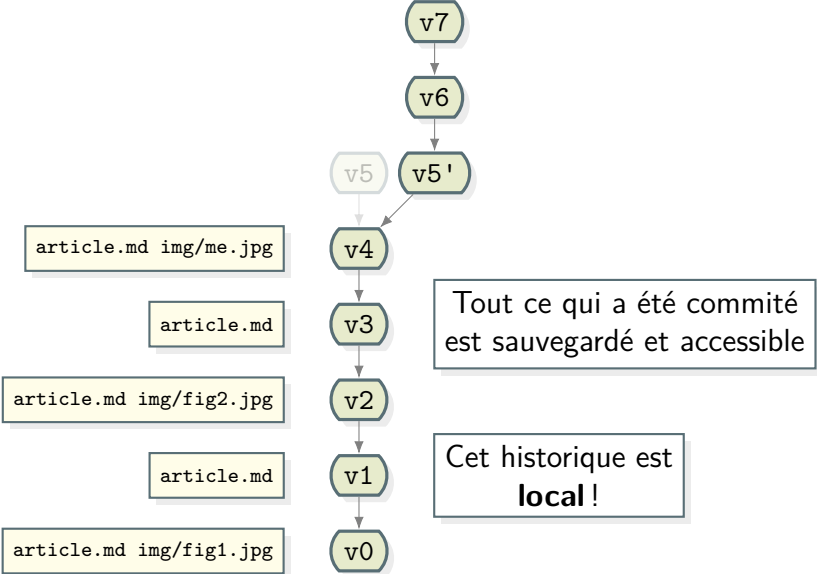 v7
v6
v5 v5'
article.md img/me.jpg v4
article.md v3
Tout ce qui a été commité
est sauvegardé et accessible
article.md img/fig2.jpg v2
article.md v1
Cet historique est
local !
article.md img/fig1.jpg v0